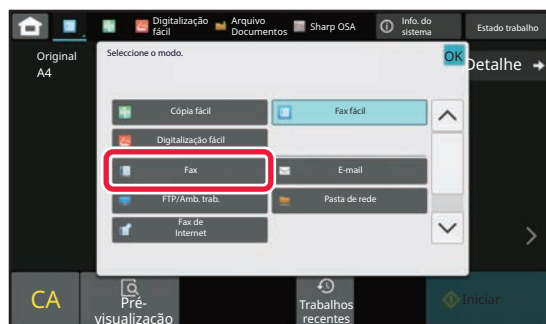 Digitalização
fácil
Arquivo
Documentos
Sharp OSA
Info. do
sistema
Estado trabalho
Original
A4
Seleccione o modo.
OK
Detalhe
Cópia fácil
Fax fácil
Digitalização fácil
Fax
E-mail
FTP/Amb. trab.
Pasta de rede
Fax de
Internet
CA
Pré-
visualização
Trabalhos
recentes
Iniciar